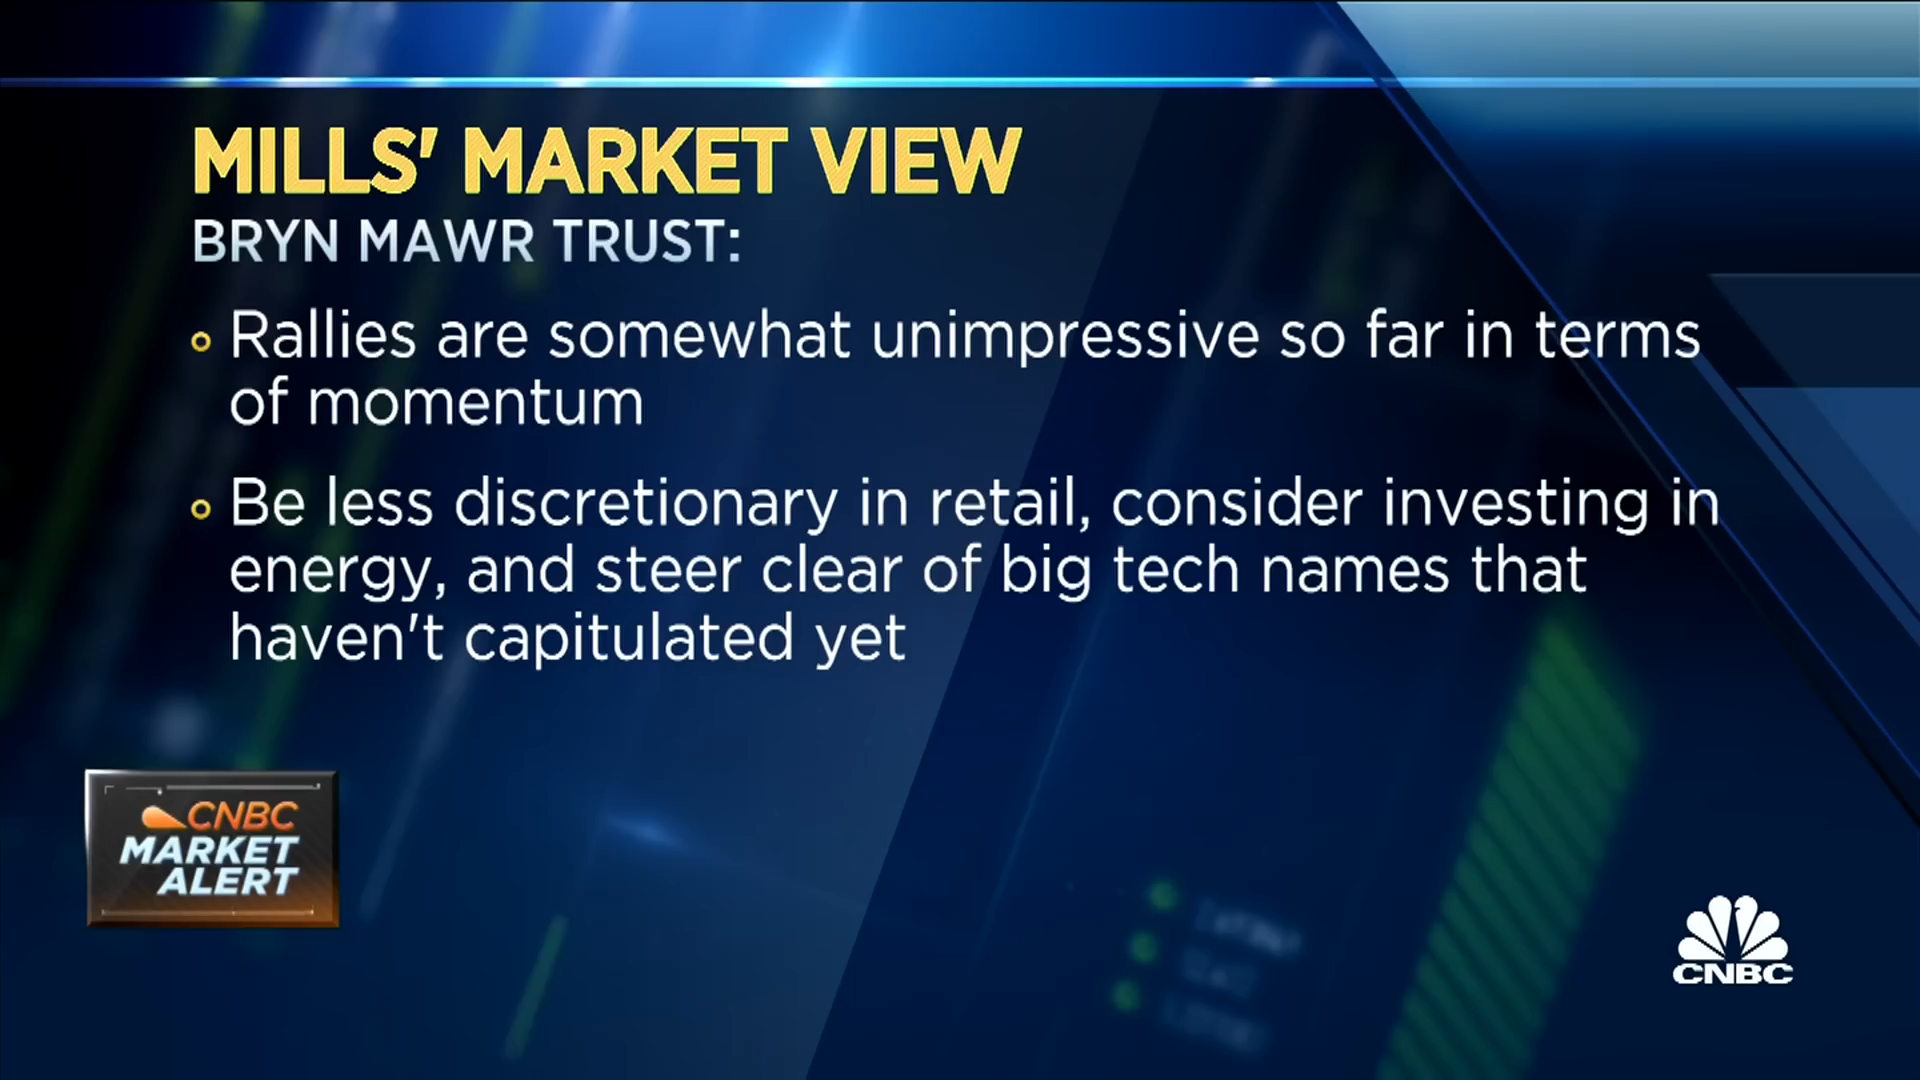 MILLS' MARKET VIEW
BRYN MAWR TRUST:
Rallies are somewhat unimpressive so far in terms
of momentum
Be less discretionary in retail, consider investing in
energy, and steer clear of big tech names that
haven't capitulated yet
CNBC
MARKET
ALERT
CNBC